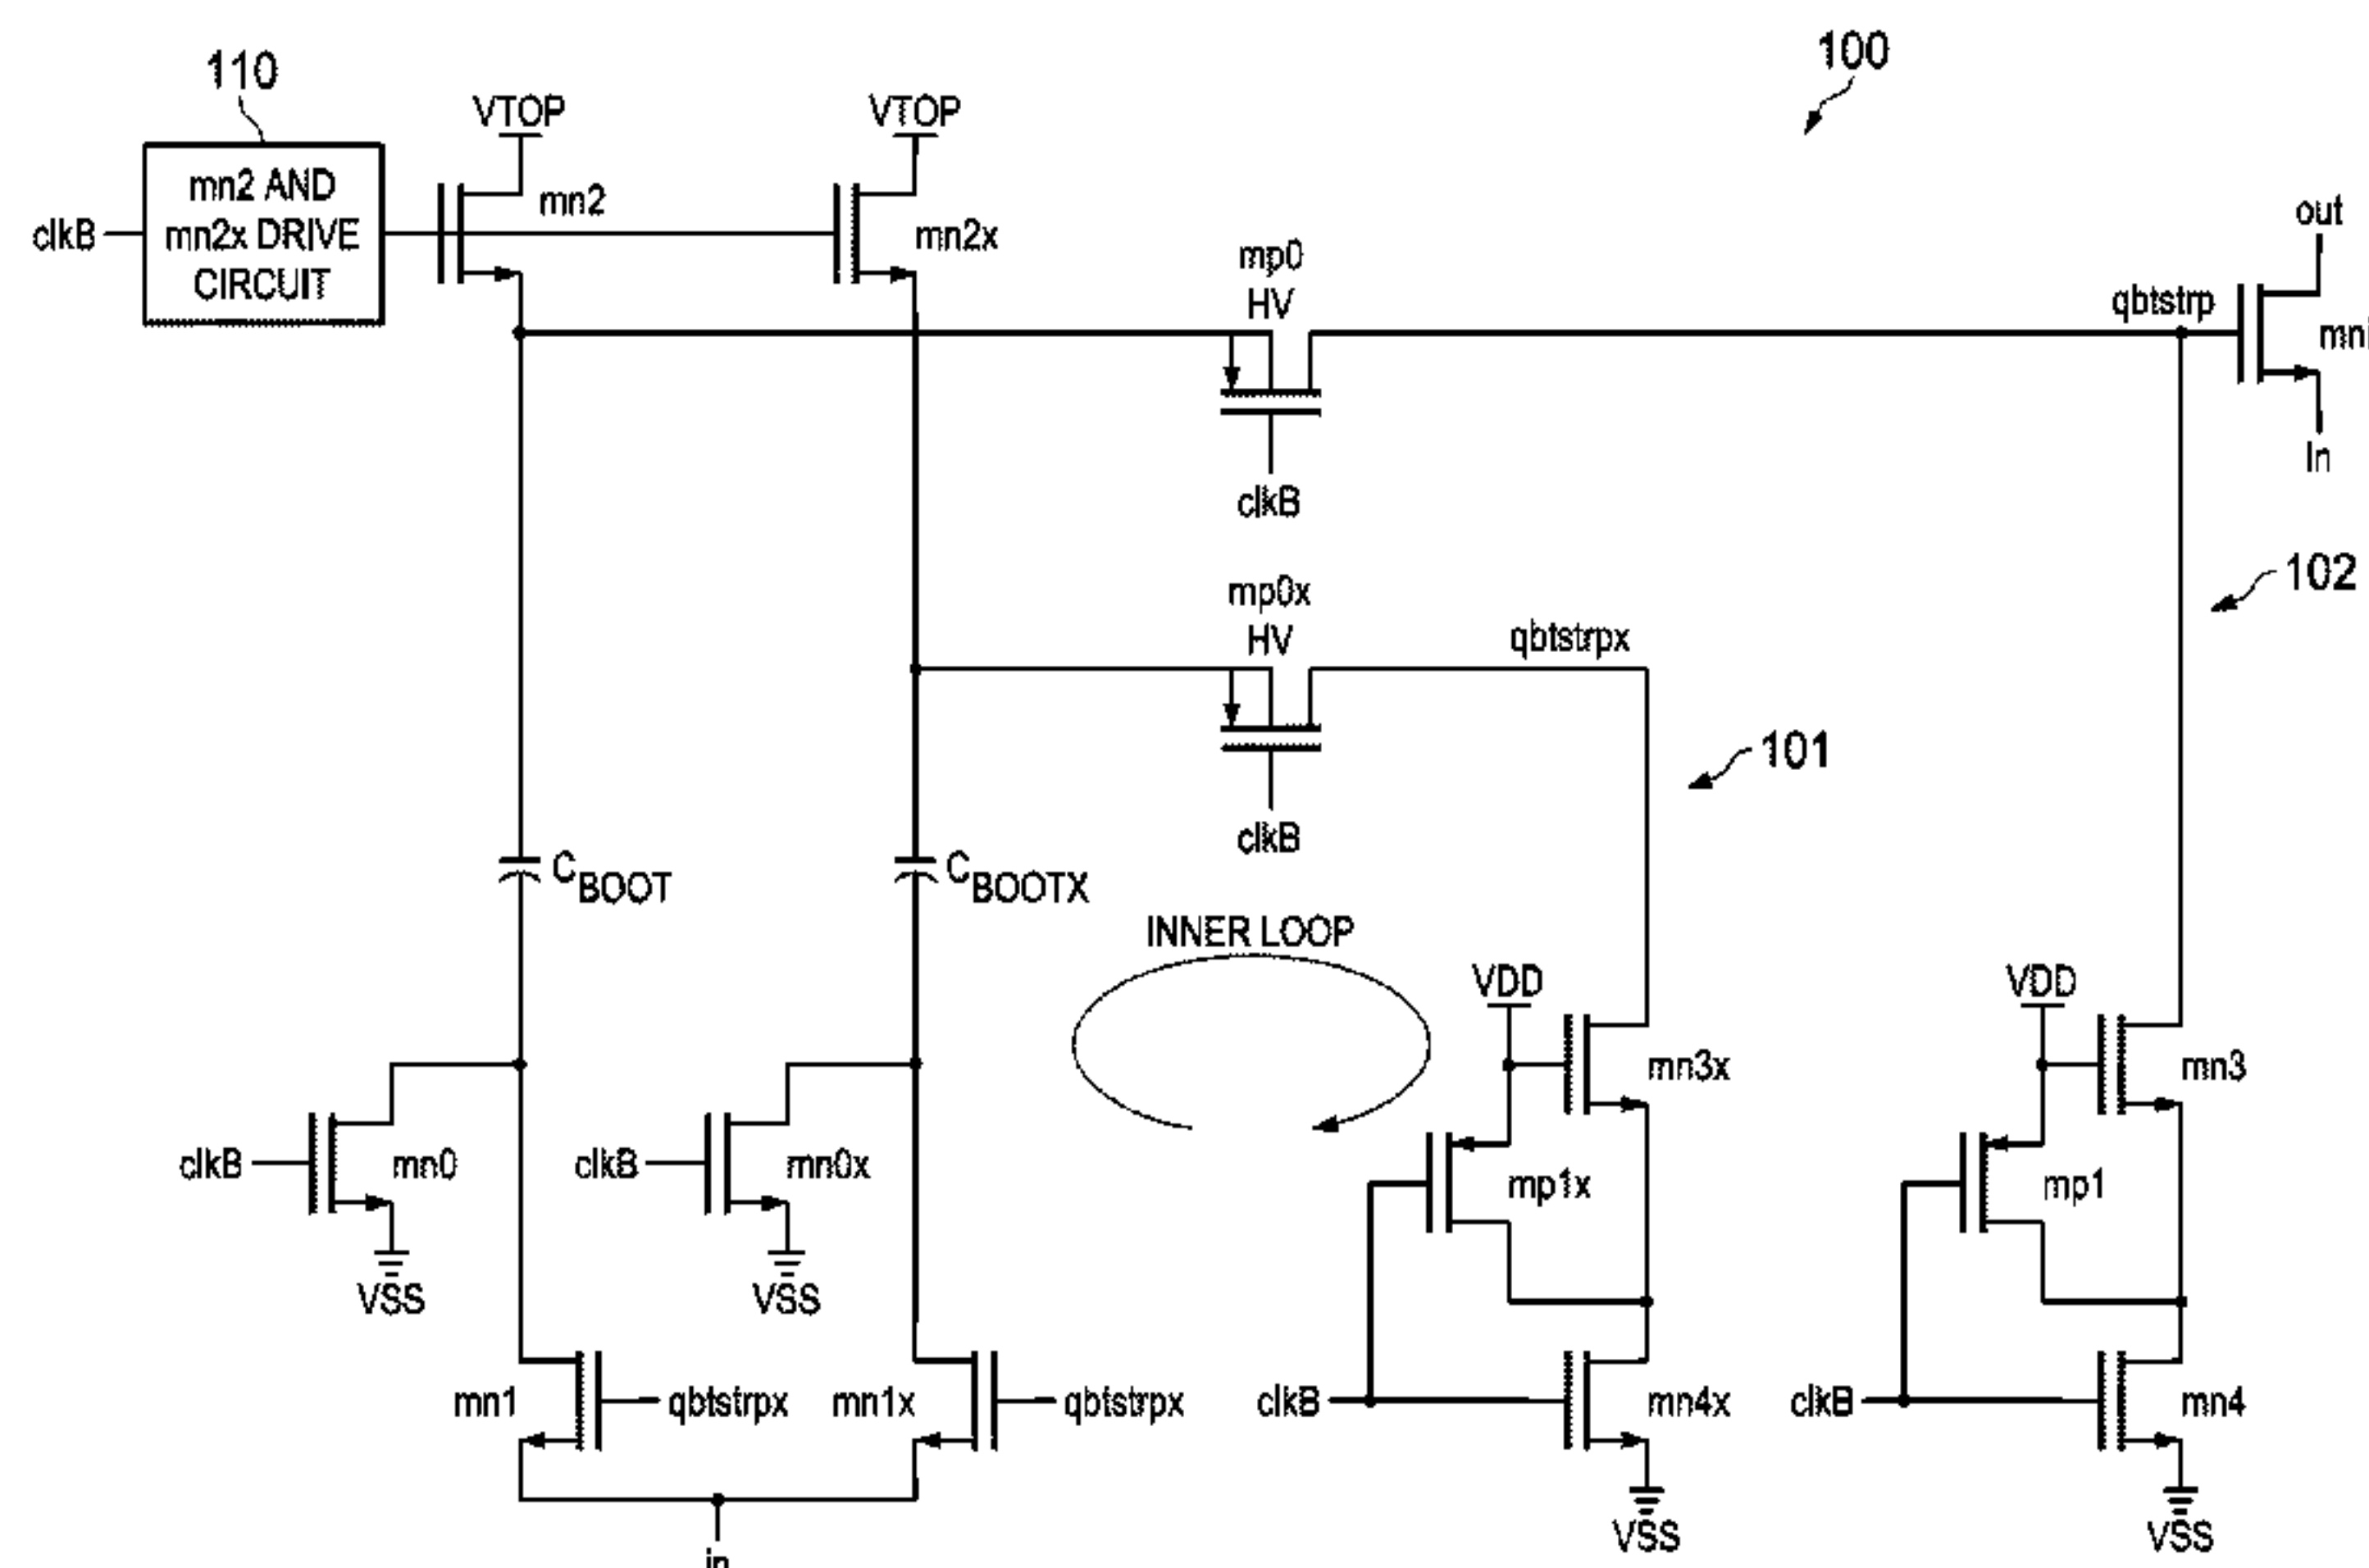 100
110
VTOP
VTOP
mn2 AND
mn2x DRIVE
CIRCUIT
clkB
mn2
mn2x
mp0
HV
clkB
qbtstrp
out
In
102
mp0x
HV
clkB
qbtstrpx
101
CBOOT
CBOOTX
INNER LOOP
VDD
VDD
mn3x
mn3
clkB
mn0
VSS
clkB
mn0x
VSS
mp1x
mp1
mn1
qbtstrpx
mn1x
qbtstrpx
clkB
mn4x
VSS
clkB
mn4
VSS
in